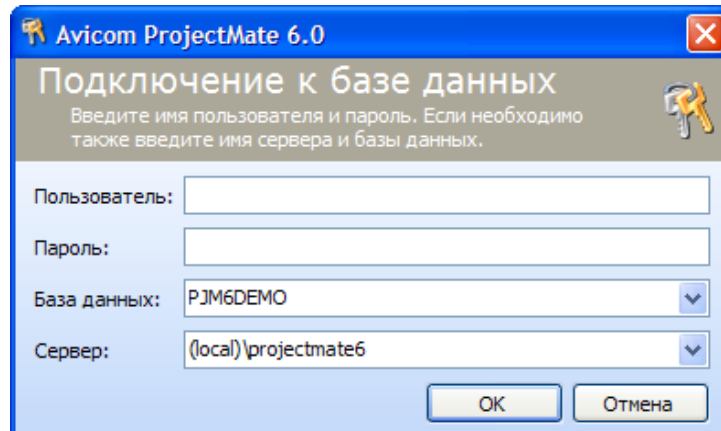 Avicom ProjectMate 6.0
Подключение к базе данных
Введите имя пользователя и пароль. Если необходимо
также введите имя сервера и базы данных.
Пользователь:
Пароль:
База данных: PJM6DEMO
Сервер: (local)\projectmate6
OK Отмена